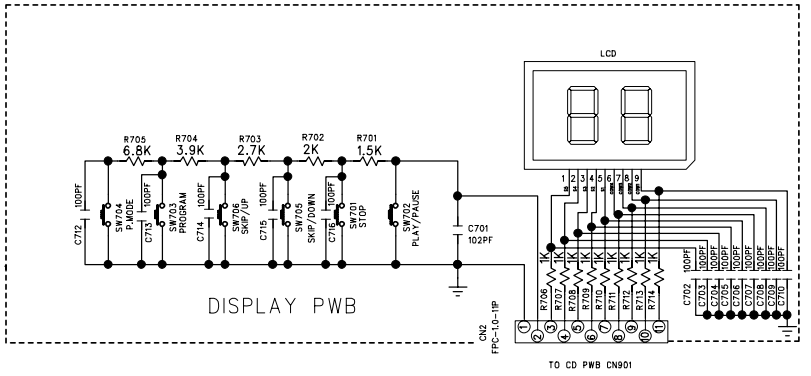 LCD
1 2 3 4 5 6 7 8 9
R705 R704 R703 R702 R701
6.8K 3.9K 2.7K 2K 1.5K
C712 100PF
SW704 P.MODE
C713 100PF
SW703 PROGRAM
C714 100PF
SW706 SKIP/UP
C715 100PF
SW705 SKIP/DOWN
C716 100PF
SW701 STOP
SW702 PLAY/PAUSE
C701
102PF
R706 1K
R707 1K
R708 1K
R709 1K
R710 1K
R711 1K
R712 1K
R713 1K
R714 1K
C702 100PF
C703 100PF
C704 100PF
C705 100PF
C706 100PF
C707 100PF
C708 100PF
C709 100PF
C710 100PF
DISPLAY PWB
CN2
FPC-1.0-11P
1 2 3 4 5 6 7 8 9 10 11
TO CD PWB CN901